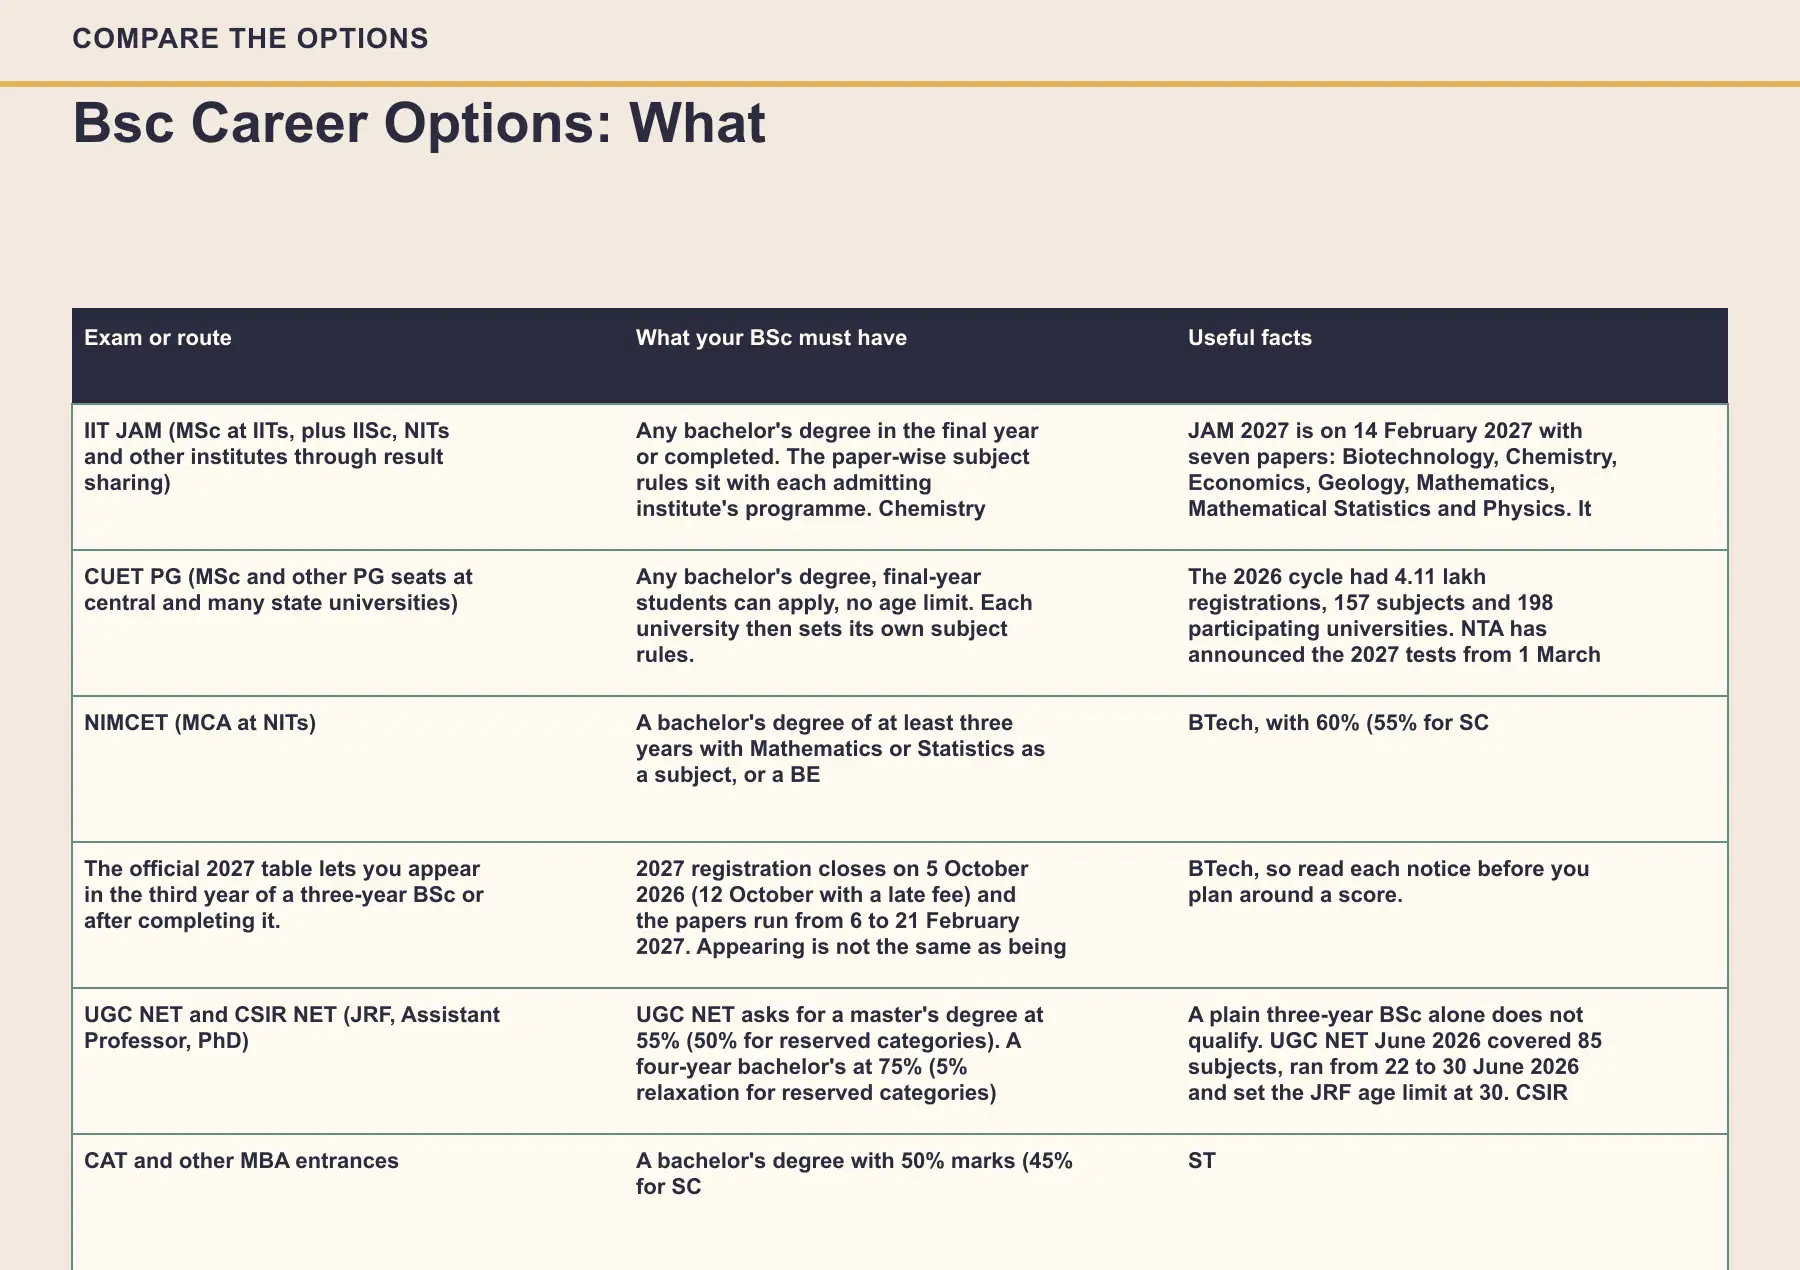 COMPARE THE OPTIONS
Bsc Career Options: What
Exam or route
What your BSc must have
Useful facts
IIT JAM (MSc at IITs, plus IISc, NITs
and other institutes through result
sharing)
Any bachelor's degree in the final year
or completed. The paper-wise subject
rules sit with each admitting
institute's programme. Chemistry
JAM 2027 is on 14 February 2027 with
seven papers: Biotechnology, Chemistry,
Economics, Geology, Mathematics,
Mathematical Statistics and Physics. It
CUET PG (MSc and other PG seats at
central and many state universities)
Any bachelor's degree, final-year
students can apply, no age limit. Each
university then sets its own subject
rules.
The 2026 cycle had 4.11 lakh
registrations, 157 subjects and 198
participating universities. NTA has
announced the 2027 tests from 1 March
NIMCET (MCA at NITs)
A bachelor's degree of at least three
years with Mathematics or Statistics as
a subject, or a BE
BTech, with 60% (55% for SC
The official 2027 table lets you appear
in the third year of a three-year BSc or
after completing it.
2027 registration closes on 5 October
2026 (12 October with a late fee) and
the papers run from 6 to 21 February
2027. Appearing is not the same as being
BTech, so read each notice before you
plan around a score.
UGC NET and CSIR NET (JRF, Assistant
Professor, PhD)
UGC NET asks for a master's degree at
55% (50% for reserved categories). A
four-year bachelor's at 75% (5%
relaxation for reserved categories)
A plain three-year BSc alone does not
qualify. UGC NET June 2026 covered 85
subjects, ran from 22 to 30 June 2026
and set the JRF age limit at 30. CSIR
CAT and other MBA entrances
A bachelor's degree with 50% marks (45%
for SC
ST